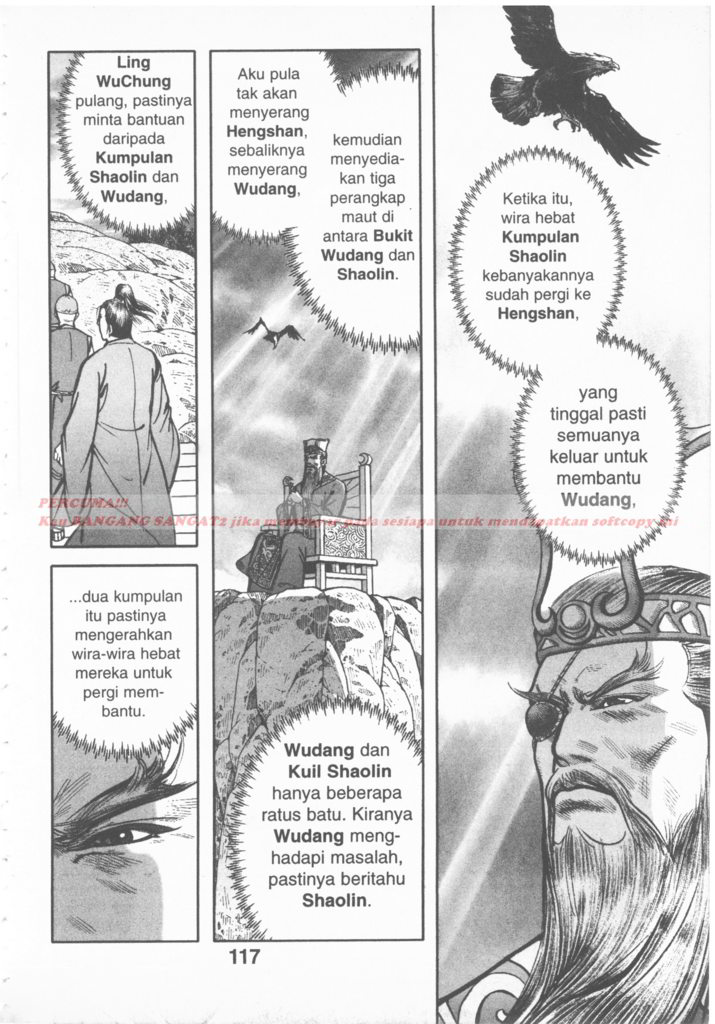 Ling
WuChung
pulang, pastinya
minta bantuan
daripada
Kumpulan
Shaolin dan
Wudang,
...dua kumpulan
itu pastinya
mengerahkan
wira-wira hebat
mereka untuk
pergi mem-
bantu.
Aku pula
tak akan
menyerang
Hengshan,
sebaliknya
menyerang
Wudang,
kemudian
menyedia-
kan tiga
perangkap
maut di
antara Bukit
Wudang dan
Shaolin.
Wudang dan
Kuil Shaolin
hanya beberapa
ratus batu. Kiranya
Wudang meng-
hadapi masalah,
pastinya beritahu
Shaolin.
Ketika itu,
wira hebat
Kumpulan
Shaolin
kebanyakannya
sudah pergi ke
Hengshan,
yang
tinggal pasti
semuanya
keluar untuk
membantu
Wudang,
PERCUMA!!!
Kau BANGANG SANGAT2 jika membayar pada sesiapa untuk mendapatkan softcopy ini
117